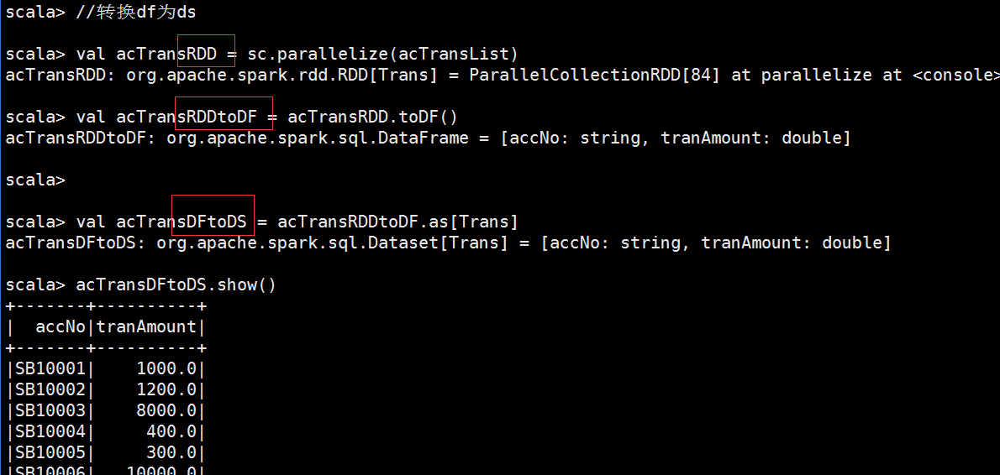 scala> //转换df为ds
scala> val acTransRDD = sc.parallelize(acTransList)
acTransRDD: org.apache.spark.rdd.RDD[Trans] = ParallelCollectionRDD[84] at parallelize at <console>
scala> val acTransRDDtoDF = acTransRDD.toDF()
acTransRDDtoDF: org.apache.spark.sql.DataFrame = [accNo: string, tranAmount: double]
scala>
scala> val acTransDFtoDS = acTransRDDtoDF.as[Trans]
acTransDFtoDS: org.apache.spark.sql.Dataset[Trans] = [accNo: string, tranAmount: double]
scala> acTransDFtoDS.show()
+-------+----------+
|  accNo|tranAmount|
+-------+----------+
|SB10001|    1000.0|
|SB10002|    1200.0|
|SB10003|    8000.0|
|SB10004|     400.0|
|SB10005|     300.0|
|SB10006|   10000.0|